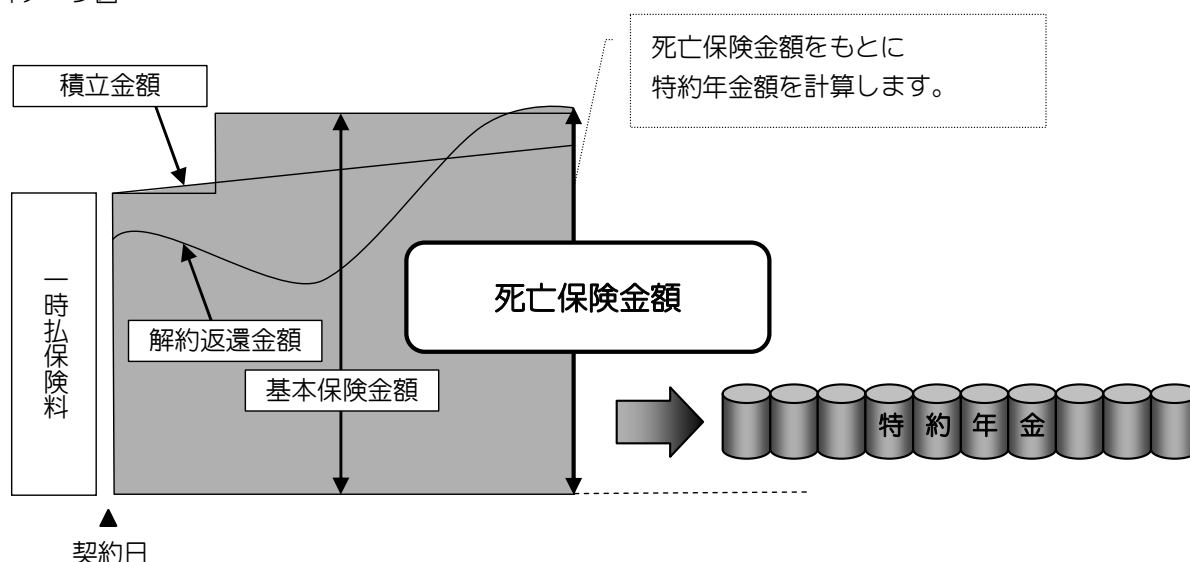 死亡保険金額をもとに
特約年金額を計算します。
積立金額
一時払保険料
死亡保険金額
解約返還金額
基本保険金額
特約年金
契約日